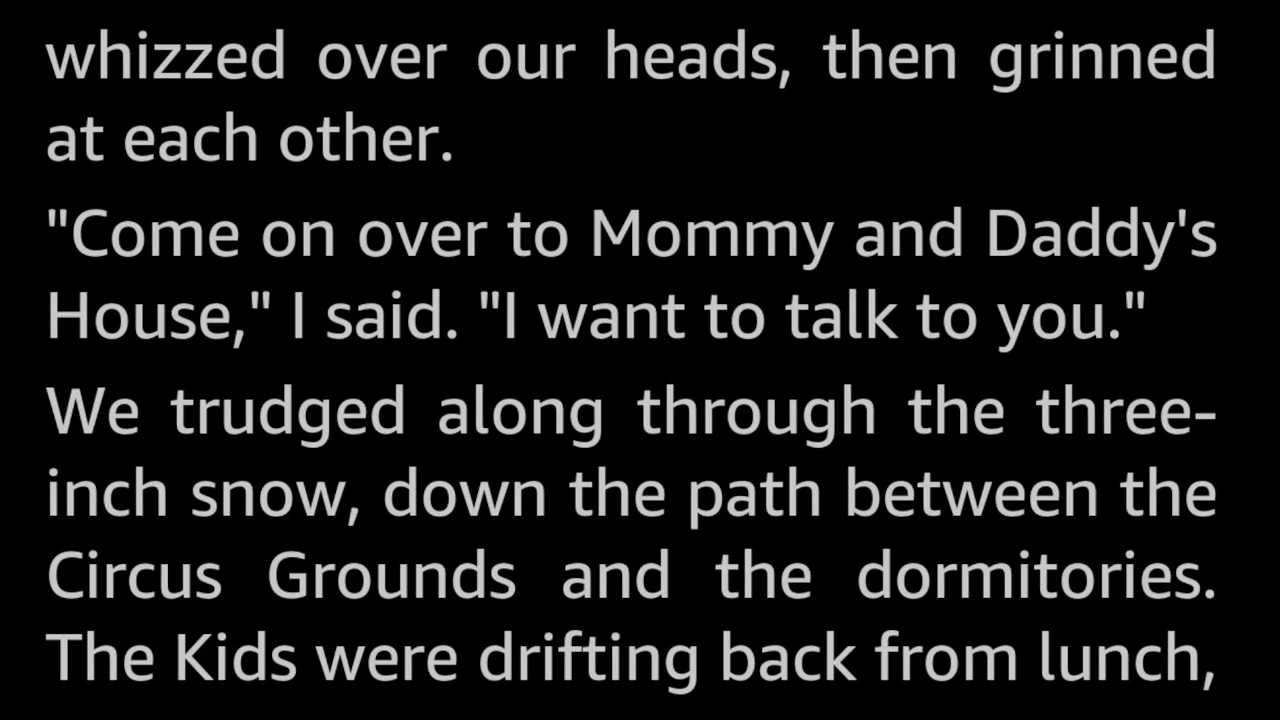 whizzed over our heads, then grinned
at each other.
"Come on over to Mommy and Daddy's
House," I said. "I want to talk to you."
We trudged along through the three-
inch snow, down the path between the
Circus Grounds and the dormitories.
The Kids were drifting back from lunch,